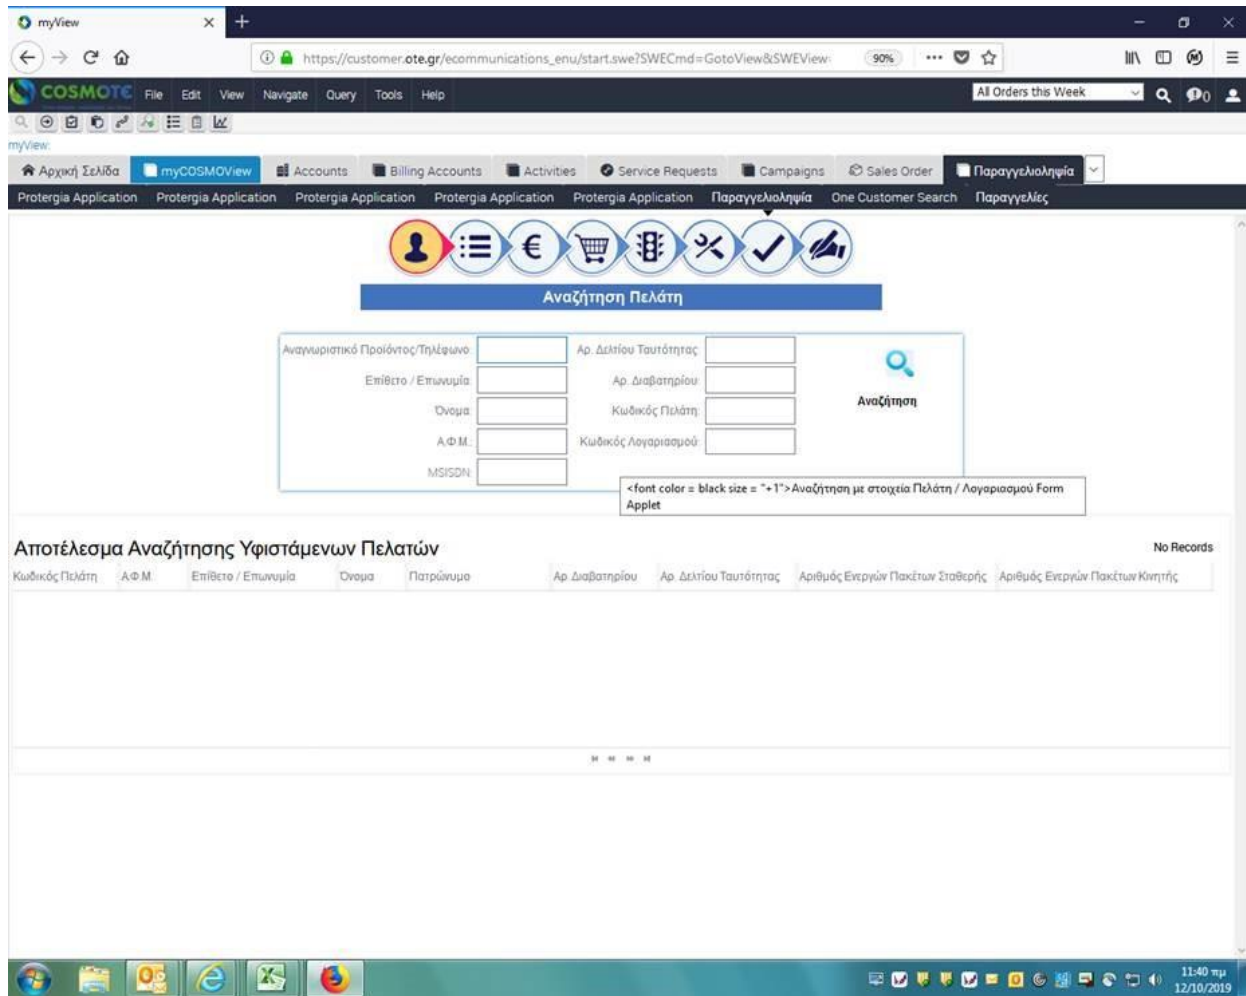 myView
https://customer.ote.gr/ecommunications_enu/start.swe?SWECmd=GotoView&SWEView: 90%
COSMOTE File Edit View Navigate Query Tools Help All Orders this Week 0
myView:
Αρχική Σελίδα myCOSMOView Accounts Billing Accounts Activities Service Requests Campaigns Sales Order Παραγγελιοληψία
Protergia Application Protergia Application Protergia Application Protergia Application Protergia Application Παραγγελιοληψία One Customer Search Παραγγελίες
Αναζήτηση Πελάτη
Αναγνωριστικό Προϊόντος/Τηλέφωνο: Αρ. Δελτίου Ταυτότητας:
Επίθετο / Επωνυμία: Αρ. Διαβατηρίου:
Όνομα: Κωδικός Πελάτη:
Α.Φ.Μ.: Κωδικός Λογαριασμού:
MSISDN:
Αναζήτηση
<font color = black size = "+1">Αναζήτηση με στοιχεία Πελάτη / Λογαριασμού Form
Applet
Αποτέλεσμα Αναζήτησης Υφιστάμενων Πελατών No Records
Κωδικός Πελάτη Α.Φ.Μ. Επίθετο / Επωνυμία Όνομα Πατρώνυμο Αρ. Διαβατηρίου Αρ. Δελτίου Ταυτότητας Αριθμός Ενεργών Πακέτων Σταθερής Αριθμός Ενεργών Πακέτων Κινητής
11:40 πμ
12/10/2019